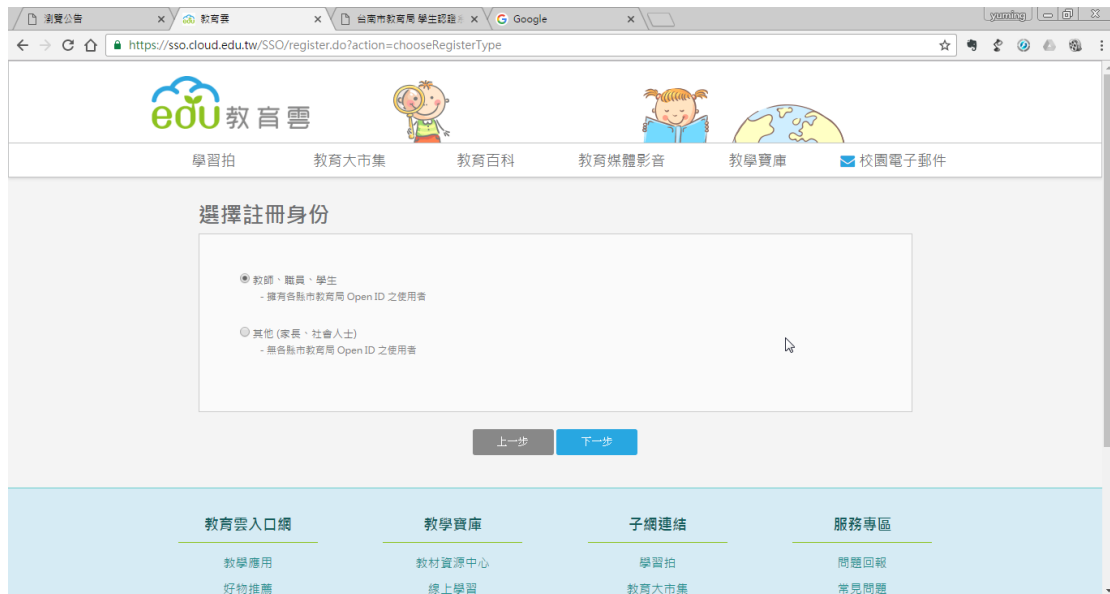 瀏覽公告
教育雲
台南市教育局 學生認證
Google
yuming
https://sso.cloud.edu.tw/SSO/register.do?action=chooseRegisterType
edu教育雲
學習拍 教育大市集 教育百科 教育媒體影音 教學寶庫 校園電子郵件
選擇註冊身份
教師、職員、學生
- 擁有各縣市教育局 Open ID 之使用者
其他 (家長、社會人士)
- 無各縣市教育局 Open ID 之使用者
上一步 下一步
教育雲入口網 教學寶庫 子網連結 服務專區
教學應用 教材資源中心 學習拍 問題回報
好物推薦 線上學習 教育大市集 常見問題